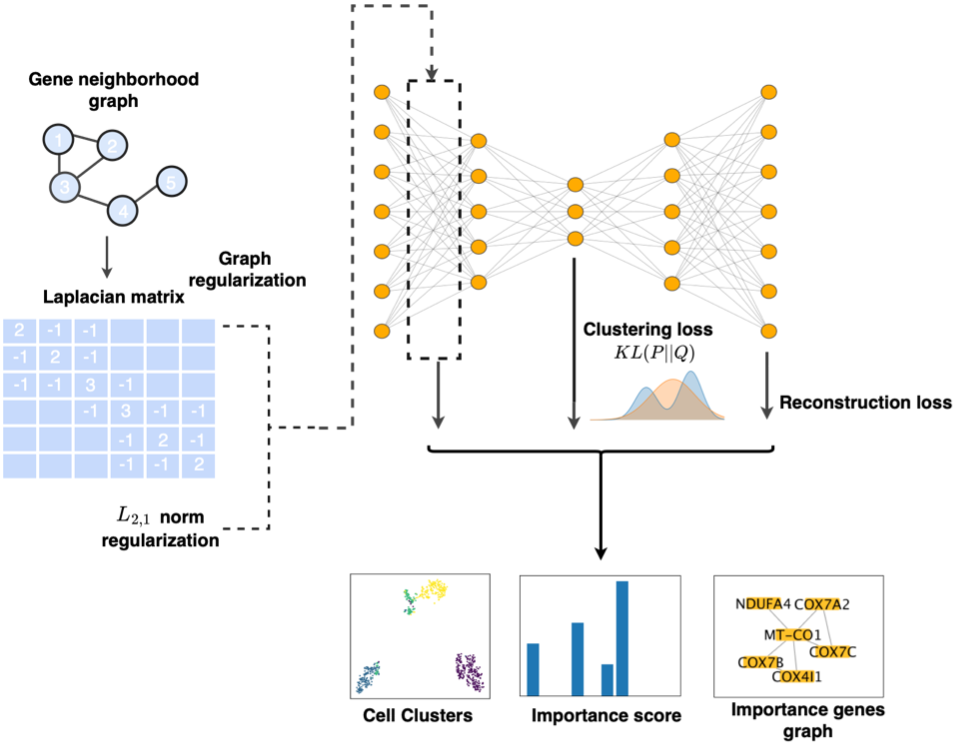 Gene neighborhood
graph
1
2
3
5
4
Graph
regularization
Laplacian matrix
2 -1 -1
-1 2 -1
-1 -1 3 -1
-1 3 -1 -1
-1 2 -1
-1 -1 2
L2,1 norm
regularization
Clustering loss
KL(P||Q)
Reconstruction loss
NDUFA4 COX7A2
MT-CO1
COX7C
COX7B
COX4I1
Cell Clusters
Importance score
Importance genes
graph